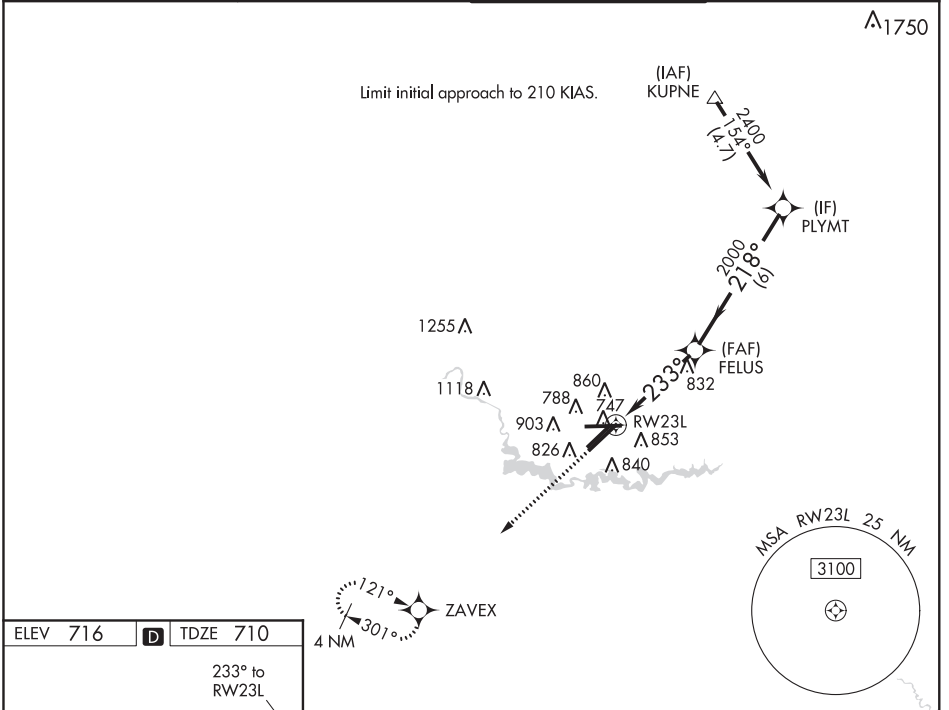 1750
Limit initial approach to 210 KIAS.
(IAF)
KUPNE
2400
154°
(4.7)
(IF)
PLYMT
2000
218°
(6)
1255
(FAF)
FELUS
1118
860
233°
832
788
747
903
RW23L
826
853
840
MSA RW23L 25 NM
3100
121°
301°
4 NM
ZAVEX
ELEV 716 D TDZE 710
233° to
RW23L